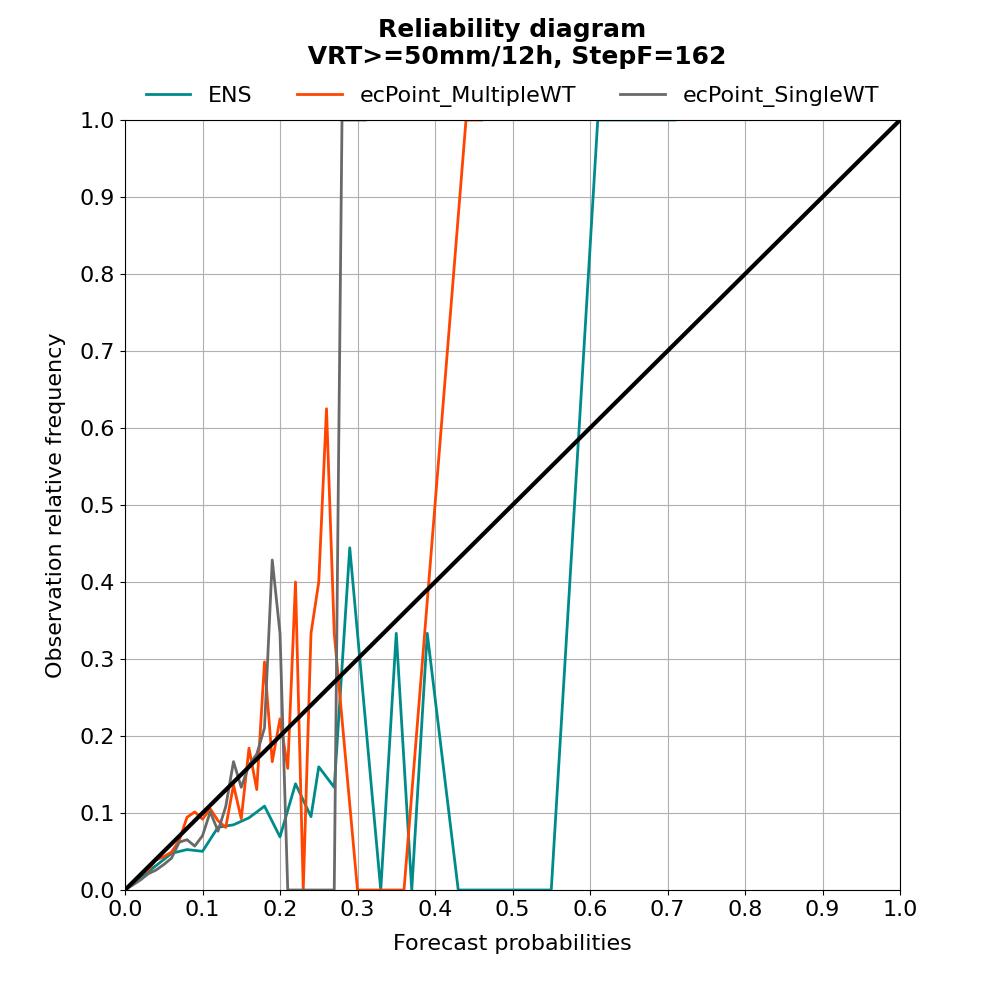 Reliability diagram
VRT>=50mm/12h, StepF=162
ENS ecPoint_MultipleWT ecPoint_SingleWT
1.0
0.9
0.8
0.7
0.6
0.5
0.4
0.3
0.2
0.1
0.0
Observation relative frequency
0.0 0.1 0.2 0.3 0.4 0.5 0.6 0.7 0.8 0.9 1.0
Forecast probabilities